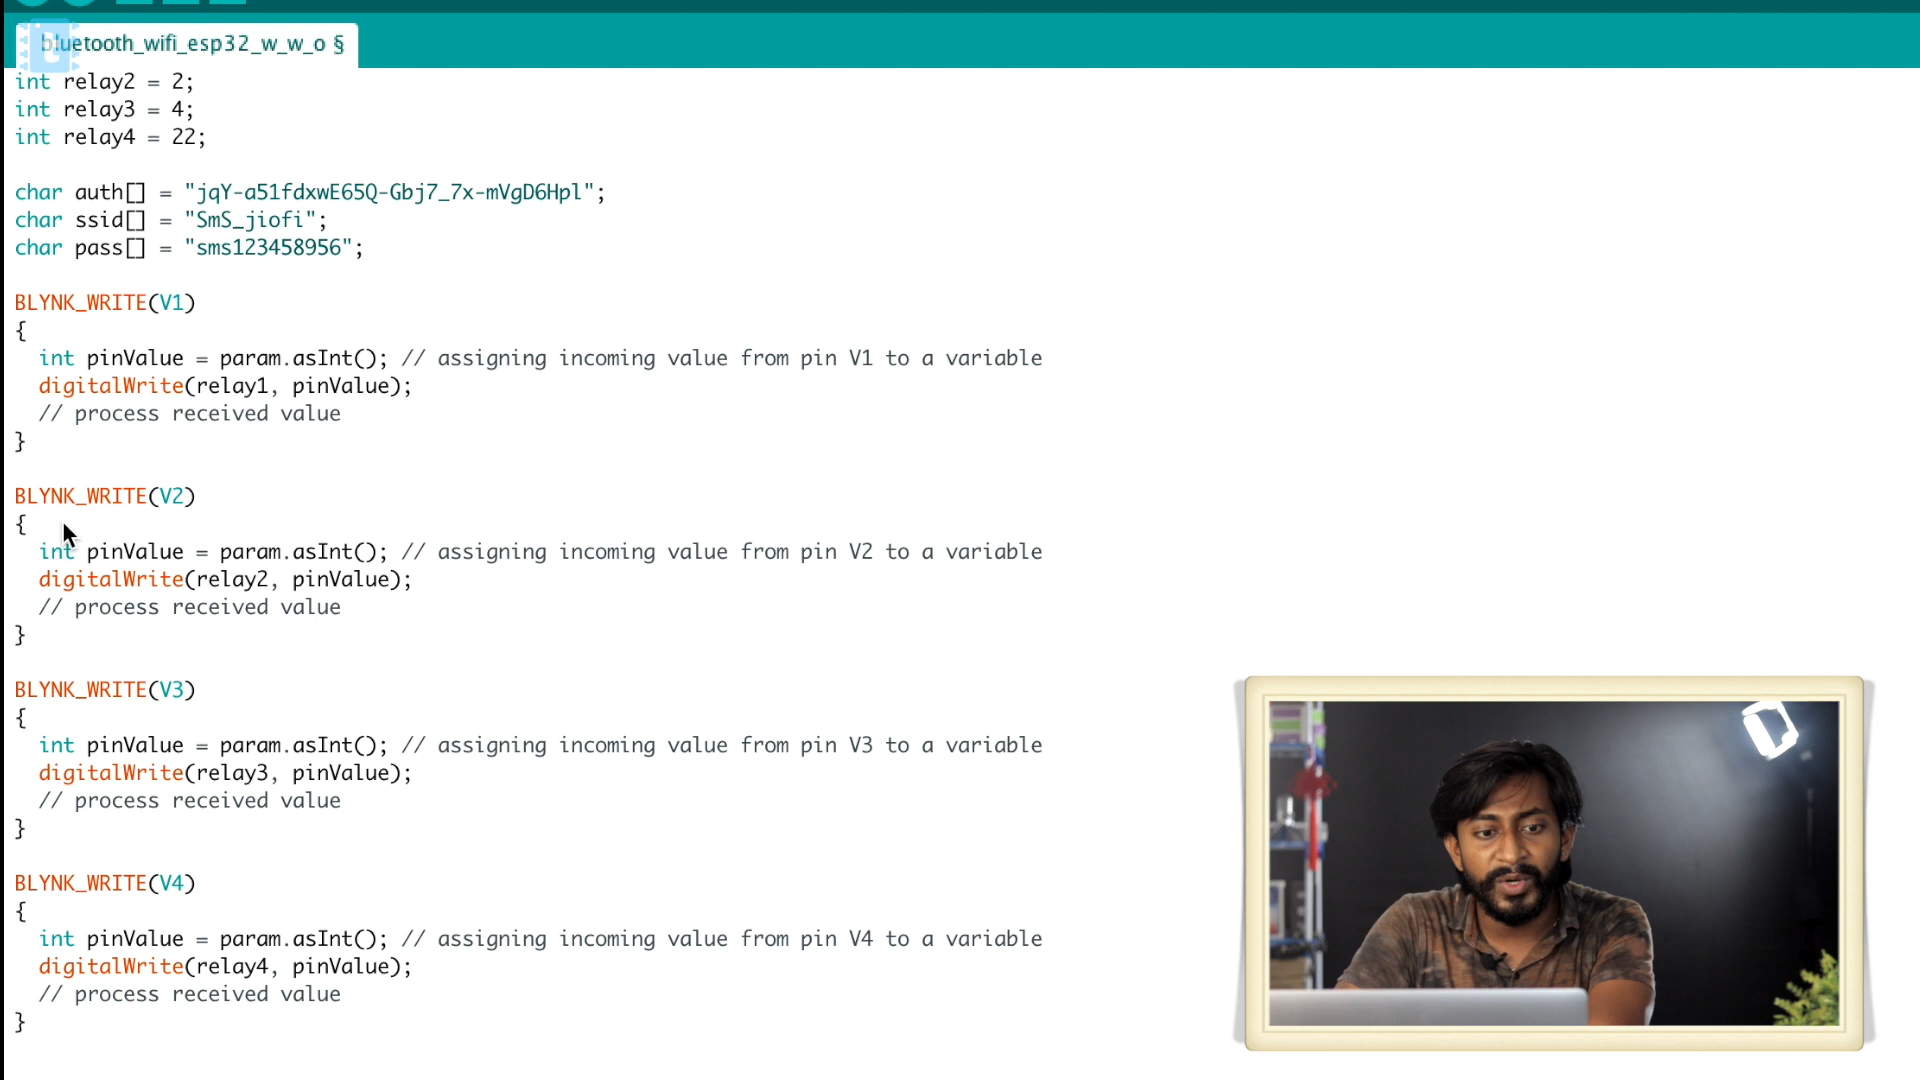 bluetooth_wifi_esp32_w_w_o §
int relay2 = 2;
int relay3 = 4;
int relay4 = 22;
char auth[] = "jqY-a51fdxwE65Q-Gbj7_7x-mVgD6Hpl";
char ssid[] = "SmS_jiofi";
char pass[] = "sms123458956";
BLYNK_WRITE(V1)
{
int pinValue = param.asInt(); // assigning incoming value from pin V1 to a variable
digitalWrite(relay1, pinValue);
// process received value
}
BLYNK_WRITE(V2)
{
int pinValue = param.asInt(); // assigning incoming value from pin V2 to a variable
digitalWrite(relay2, pinValue);
// process received value
}
BLYNK_WRITE(V3)
{
int pinValue = param.asInt(); // assigning incoming value from pin V3 to a variable
digitalWrite(relay3, pinValue);
// process received value
}
BLYNK_WRITE(V4)
{
int pinValue = param.asInt(); // assigning incoming value from pin V4 to a variable
digitalWrite(relay4, pinValue);
// process received value
}